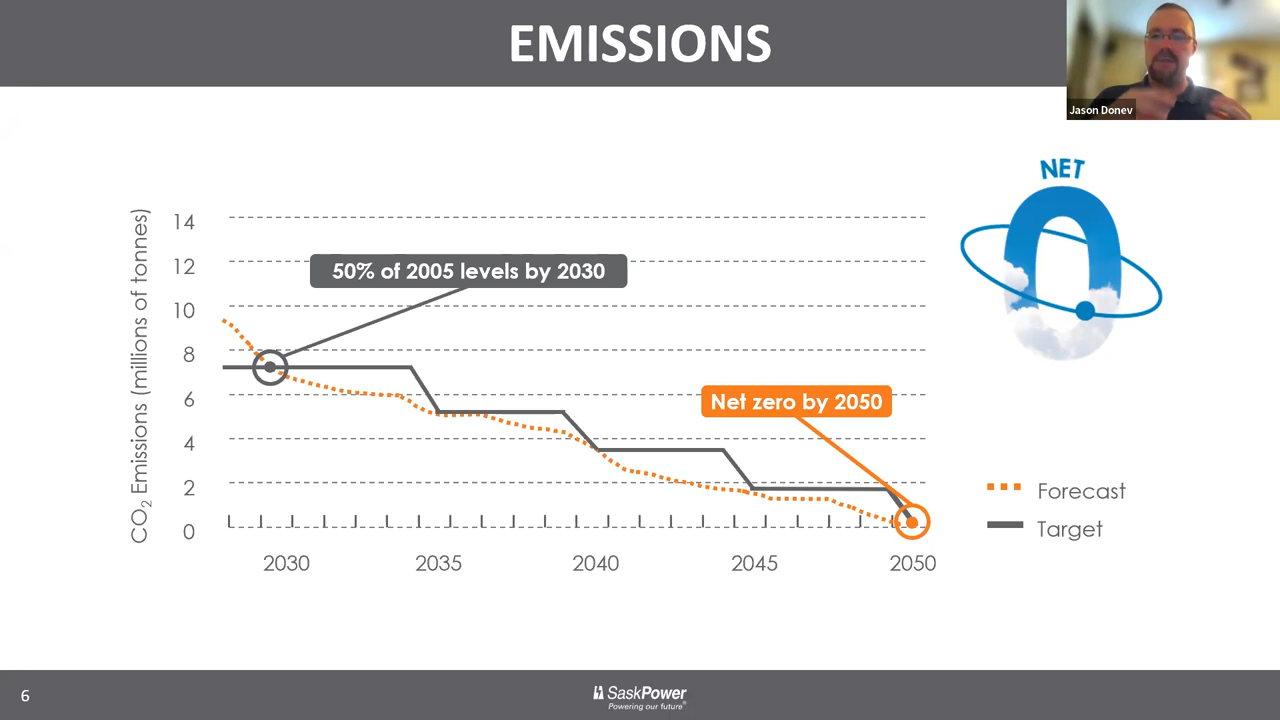 EMISSIONS
Jason Donev
NET
0
CO2 Emissions (millions of tonnes)
14
12
10
8
6
4
2
0
50% of 2005 levels by 2030
Net zero by 2050
2030
2035
2040
2045
2050
Forecast
Target
6
SaskPower
Powering our future®